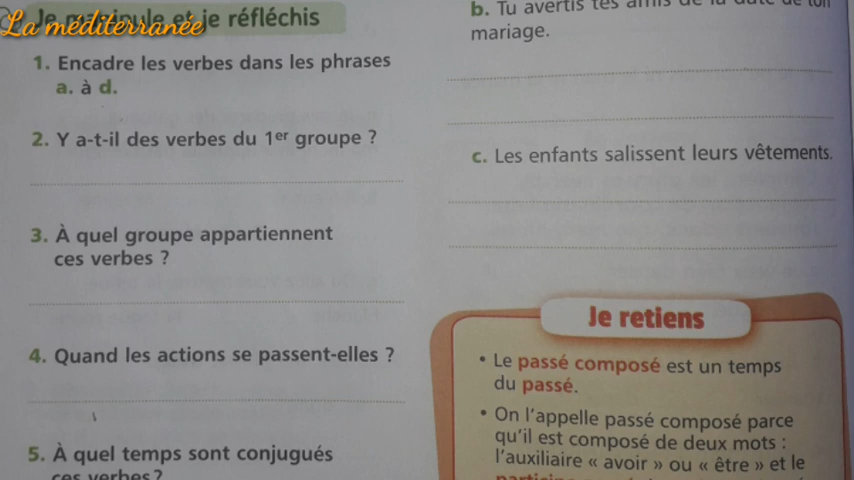 La méditerranée
Je manipule et je réfléchis
1. Encadre les verbes dans les phrases
a. à d.
2. Y a-t-il des verbes du 1er groupe ?
3. À quel groupe appartiennent
ces verbes ?
4. Quand les actions se passent-elles ?
5. À quel temps sont conjugués
ces verbes ?
b. Tu avertis tes amis de la date de ton
mariage.
c. Les enfants salissent leurs vêtements.
Je retiens
• Le passé composé est un temps
du passé.
• On l'appelle passé composé parce
qu'il est composé de deux mots :
l'auxiliaire « avoir » ou « être » et le